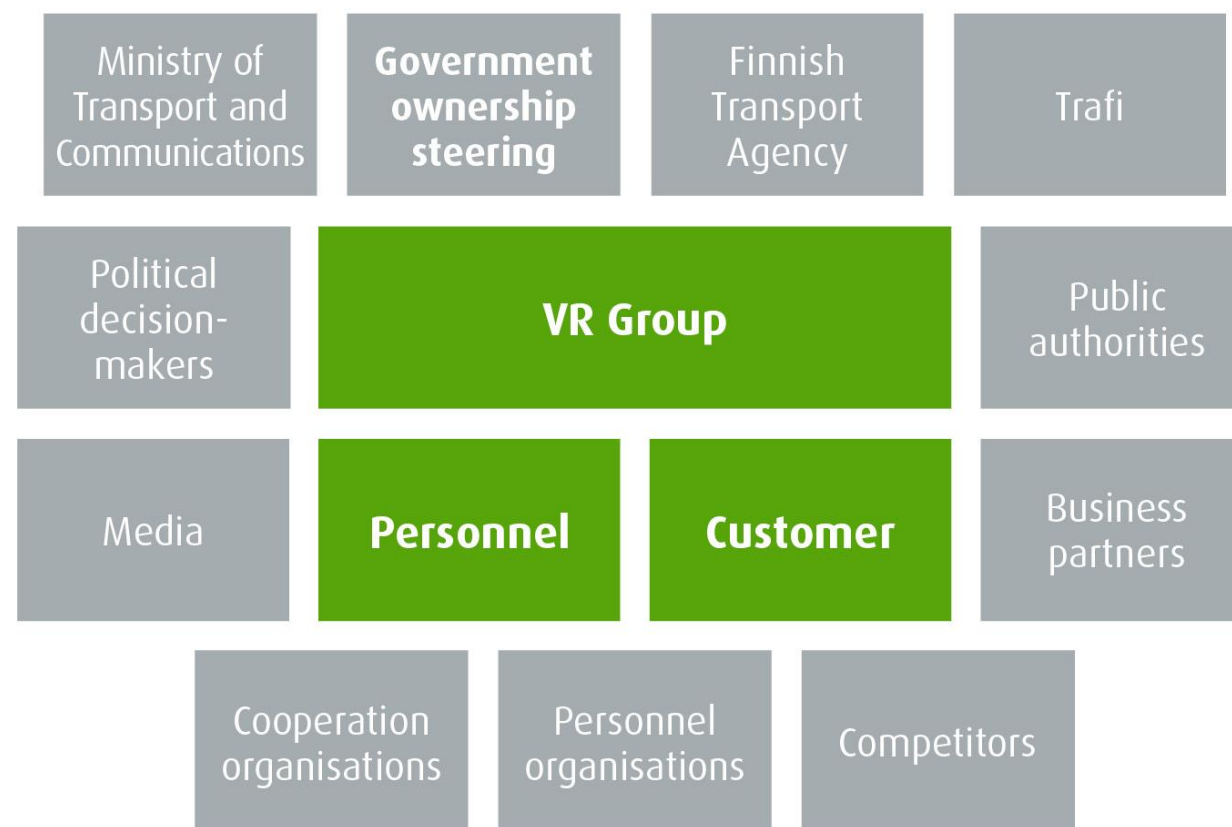 Ministry of
Transport and
Communications
Government
ownership
steering
Finnish
Transport
Agency
Trafi
Political
decision-
makers
VR Group
Public
authorities
Media
Personnel
Customer
Business
partners
Cooperation
organisations
Personnel
organisations
Competitors